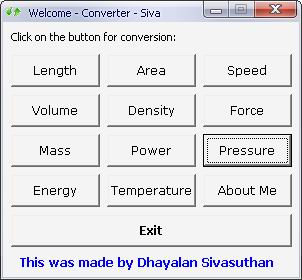 Welcome - Converter - Siva
Click on the button for conversion:
Length Area Speed
Volume Density Force
Mass Power Pressure
Energy Temperature About Me
Exit
This was made by Dhayalan Sivasuthan